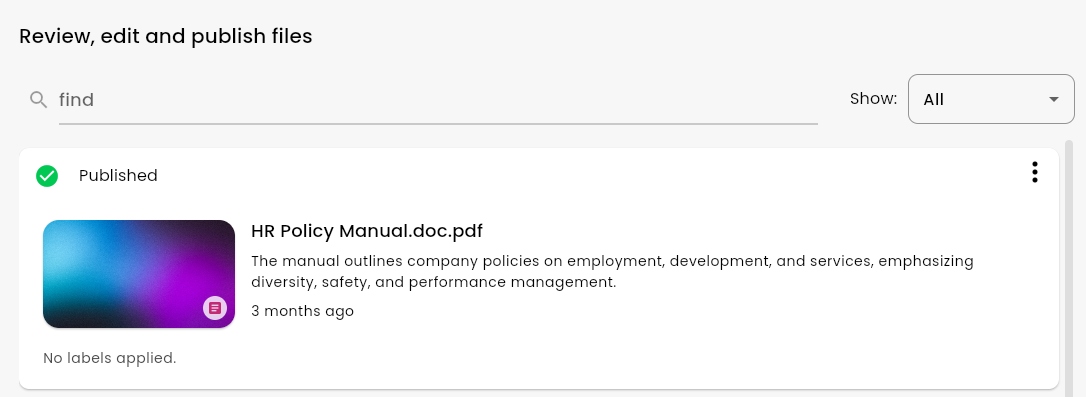 Review, edit and publish files
find
Show:
All
Published
HR Policy Manual.doc.pdf
The manual outlines company policies on employment, development, and services, emphasizing
diversity, safety, and performance management.
3 months ago
No labels applied.